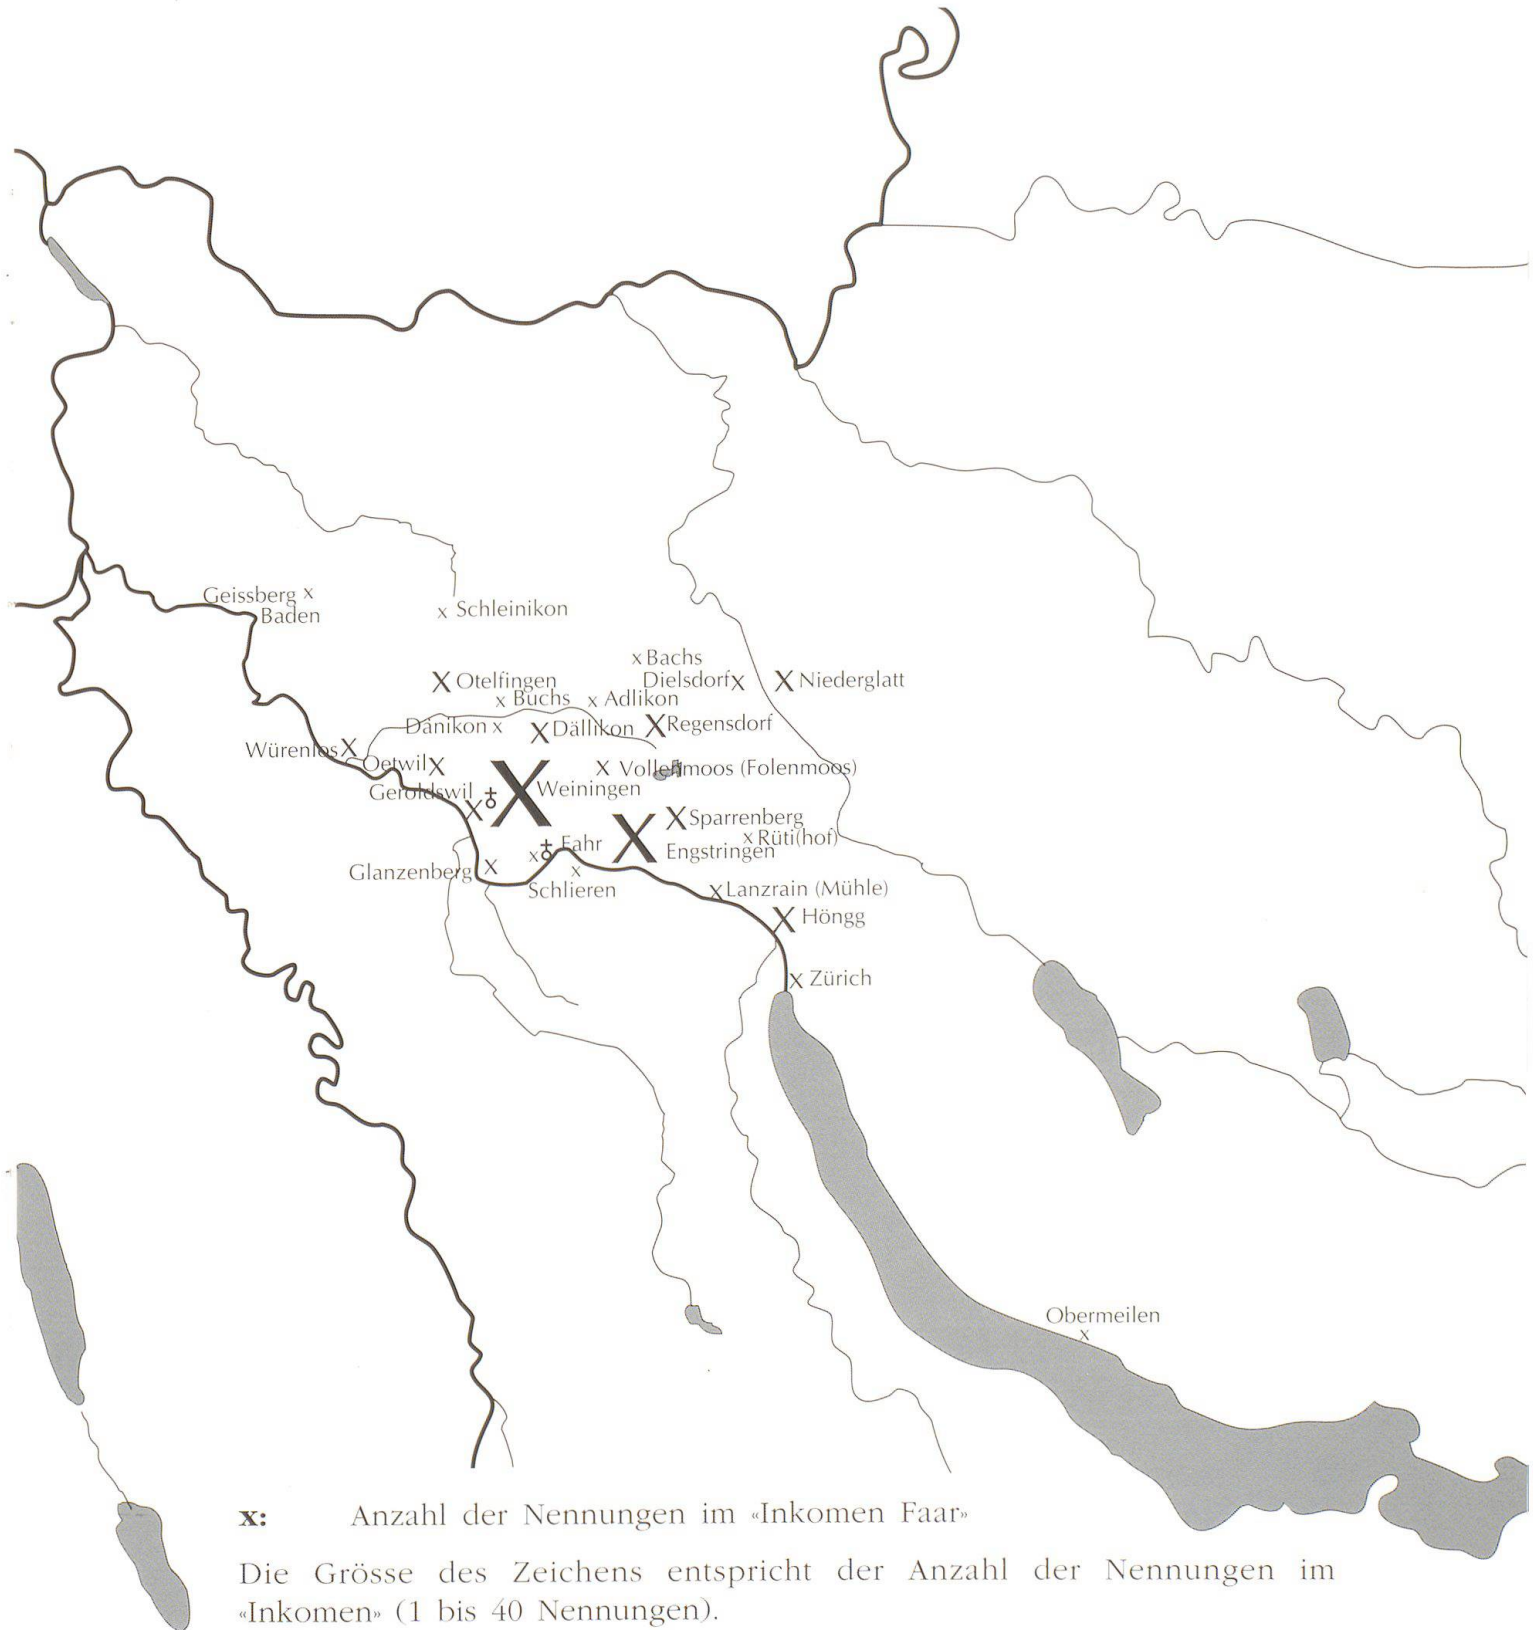 Geissberg x
Baden
x Schleinikon
x Bachs
X Otelfingen
Dielsdorf x
X Niederglatt
x Buchs
x Adlikon
Dänikon x
X Dällikon
X Regensdorf
Würenlos X
Oetwil X
X Vollenmoos (Folenmoos)
Geroldswil X
X Weiningen
X Sparrenberg
x Rüti(hof)
x Fahr
X Engstringen
Glanzenberg x
x
Schlieren
x Lanzrain (Mühle)
X Höngg
x Zürich
Obermeilen
x
x: Anzahl der Nennungen im «Inkomen Faar»
Die Grösse des Zeichens entspricht der Anzahl der Nennungen im
«Inkomen» (1 bis 40 Nennungen).